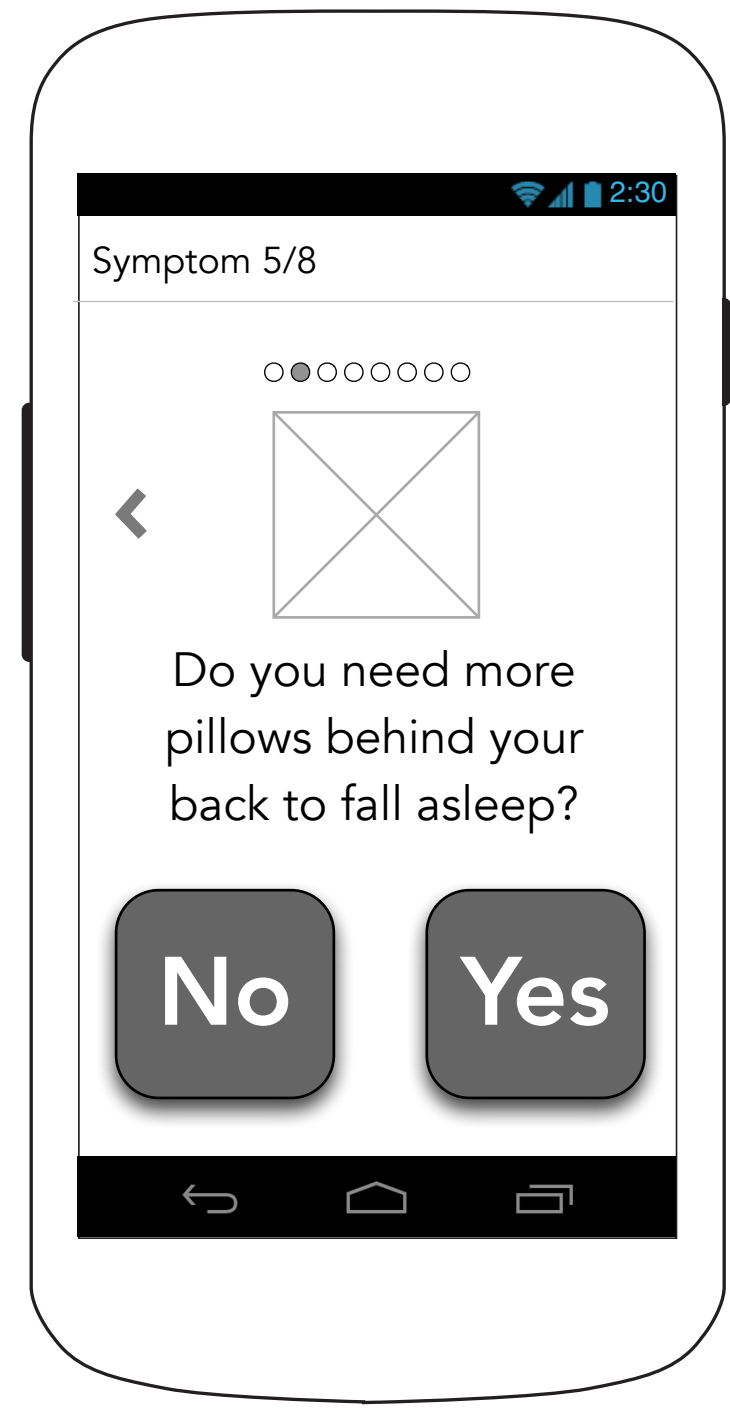 2:30
Symptom 5/8
Do you need more
pillows behind your
back to fall asleep?
No Yes